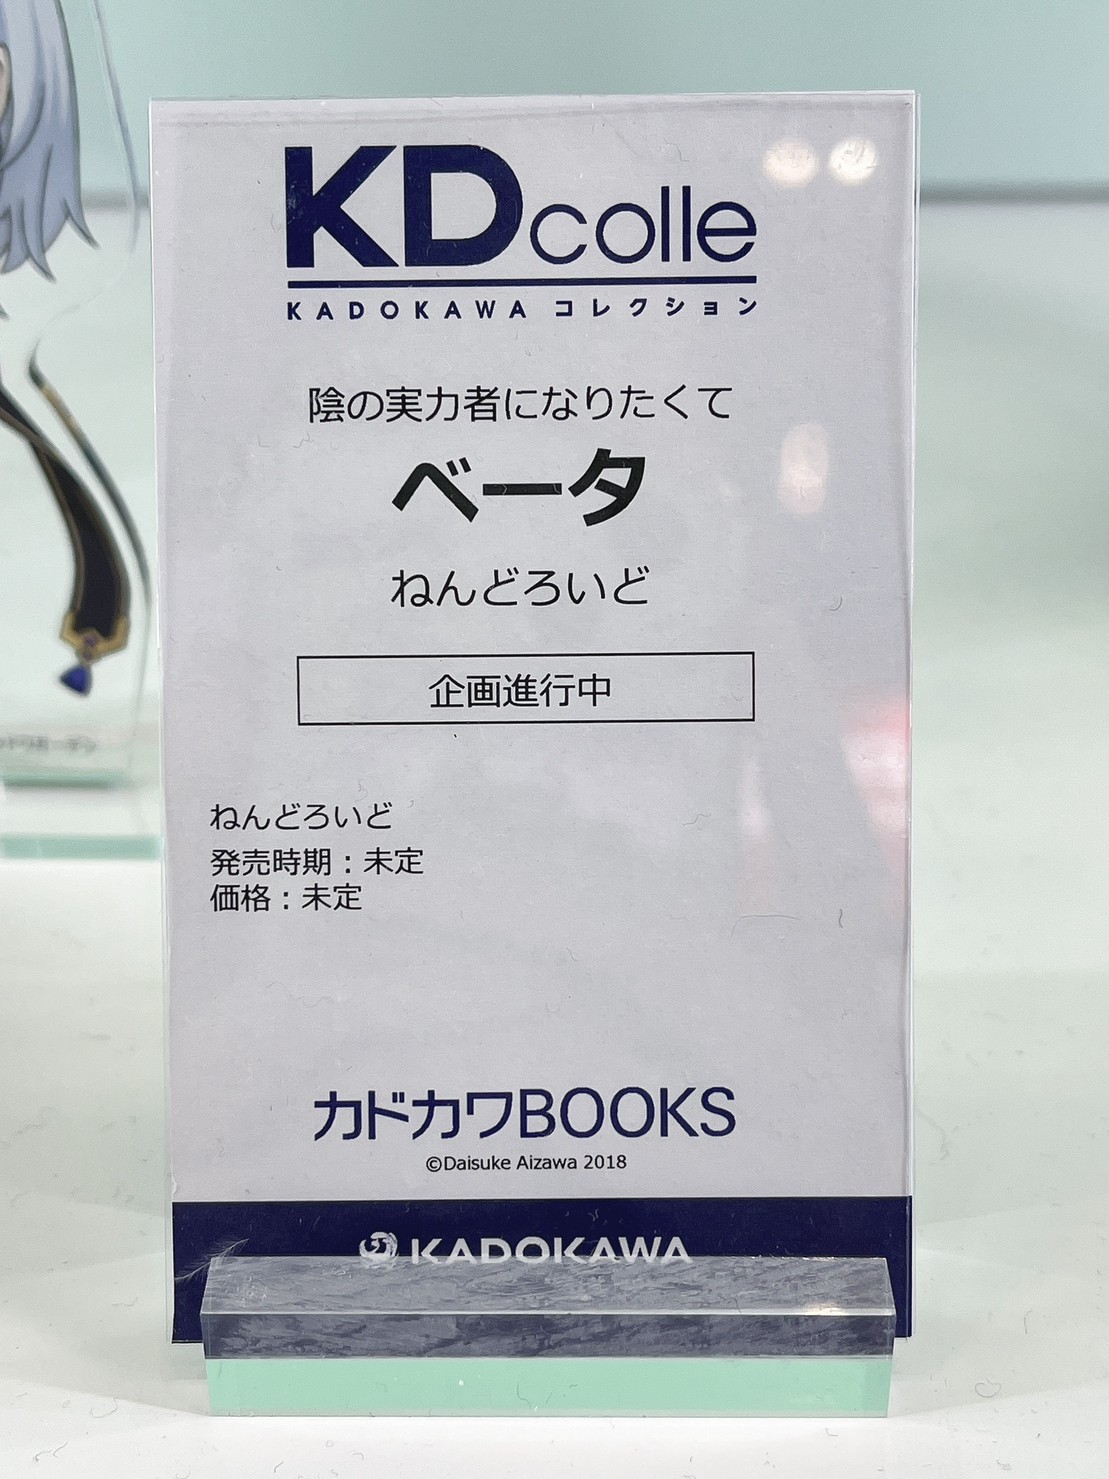 KDcolle
KADOKAWA コレクション
陰の実力者になりたくて
ベータ
ねんどろいど
企画進行中
ねんどろいど
発売時期：未定
価格：未定
カドカワBOOKS
©Daisuke Aizawa 2018
KADOKAWA